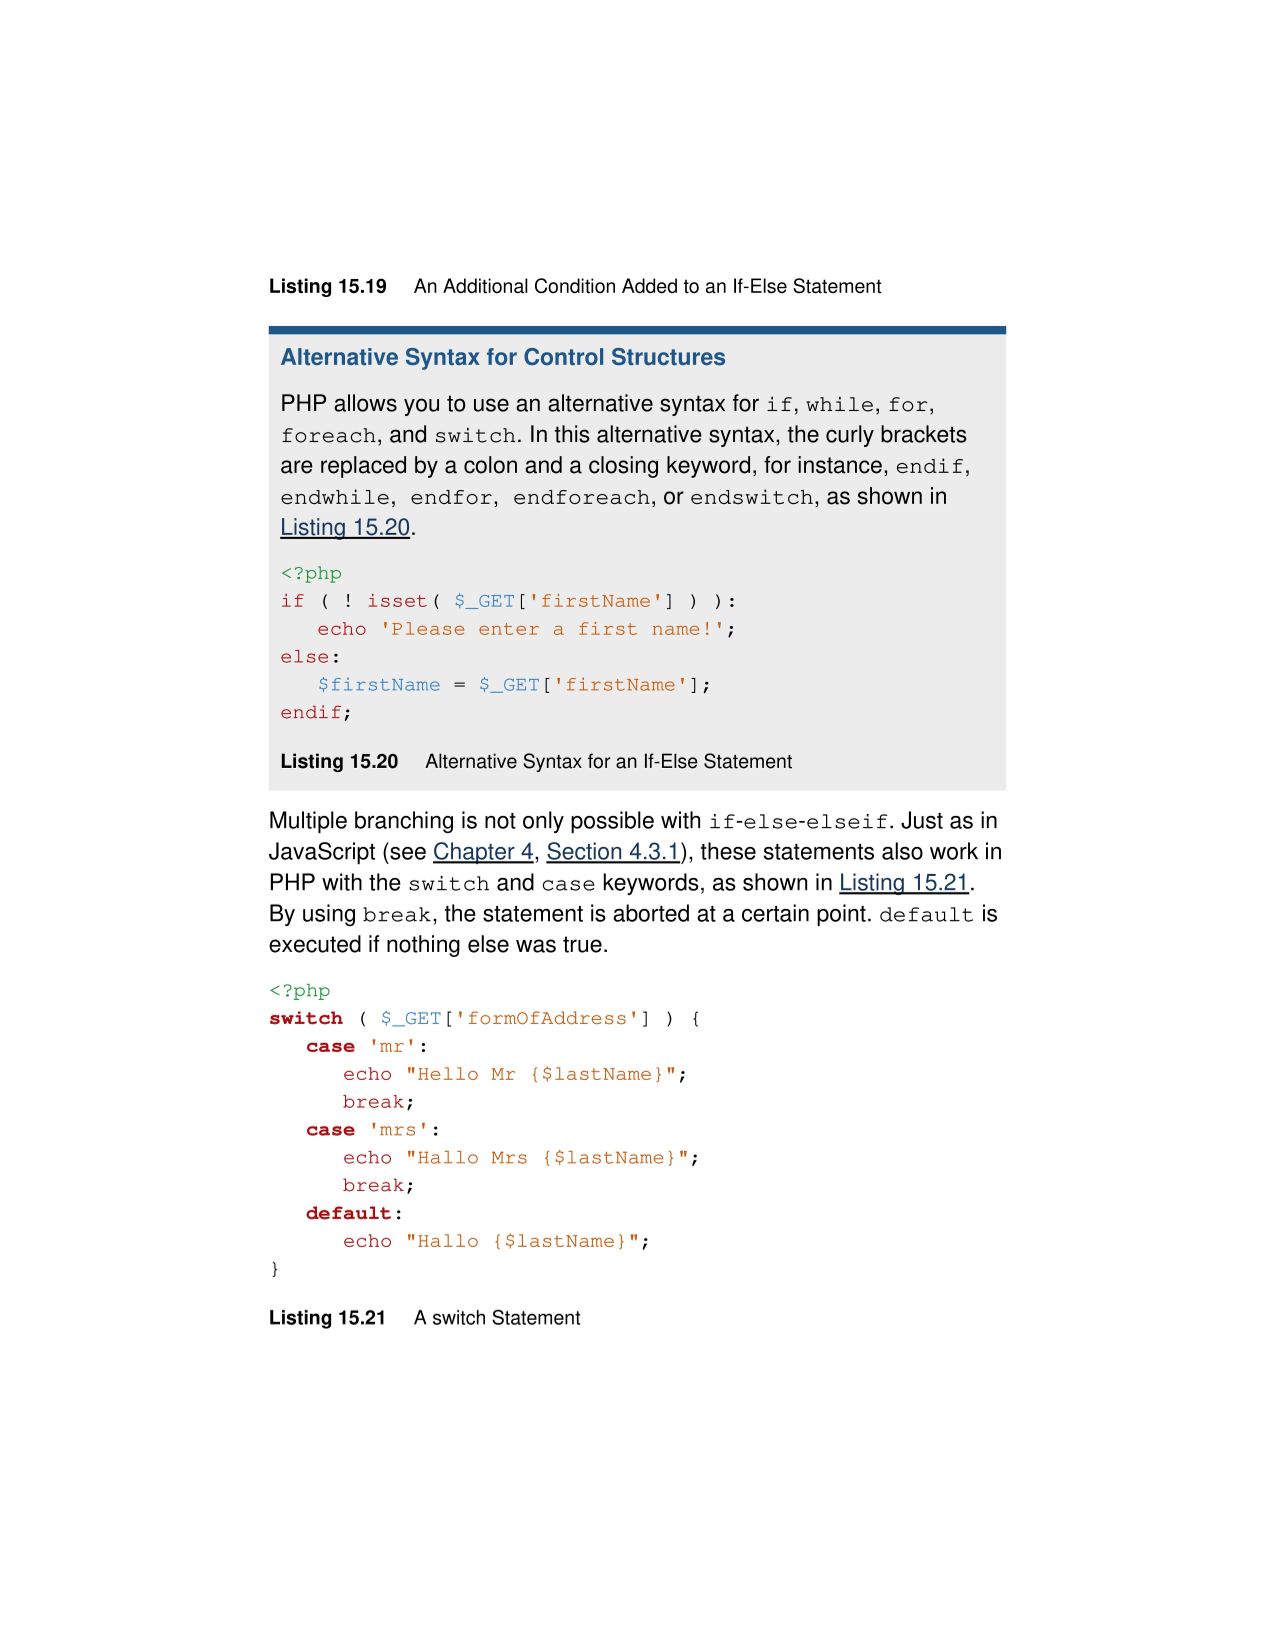 Listing 15.19 An Additional Condition Added to an If-Else Statement
Alternative Syntax for Control Structures
PHP allows you to use an alternative syntax for if, while, for,
foreach, and switch. In this alternative syntax, the curly brackets
are replaced by a colon and a closing keyword, for instance, endif,
endwhile, endfor, endforeach, or endswitch, as shown in
Listing 15.20.
<?php
if ( ! isset( $_GET['firstName'] ) ):
   echo 'Please enter a first name!';
else:
   $firstName = $_GET['firstName'];
endif;
Listing 15.20 Alternative Syntax for an If-Else Statement
Multiple branching is not only possible with if-else-elseif. Just as in
JavaScript (see Chapter 4, Section 4.3.1), these statements also work in
PHP with the switch and case keywords, as shown in Listing 15.21.
By using break, the statement is aborted at a certain point. default is
executed if nothing else was true.
<?php
switch ( $_GET['formOfAddress'] ) {
   case 'mr':
      echo "Hello Mr {$lastName}";
      break;
   case 'mrs':
      echo "Hallo Mrs {$lastName}";
      break;
   default:
      echo "Hallo {$lastName}";
}
Listing 15.21 A switch Statement